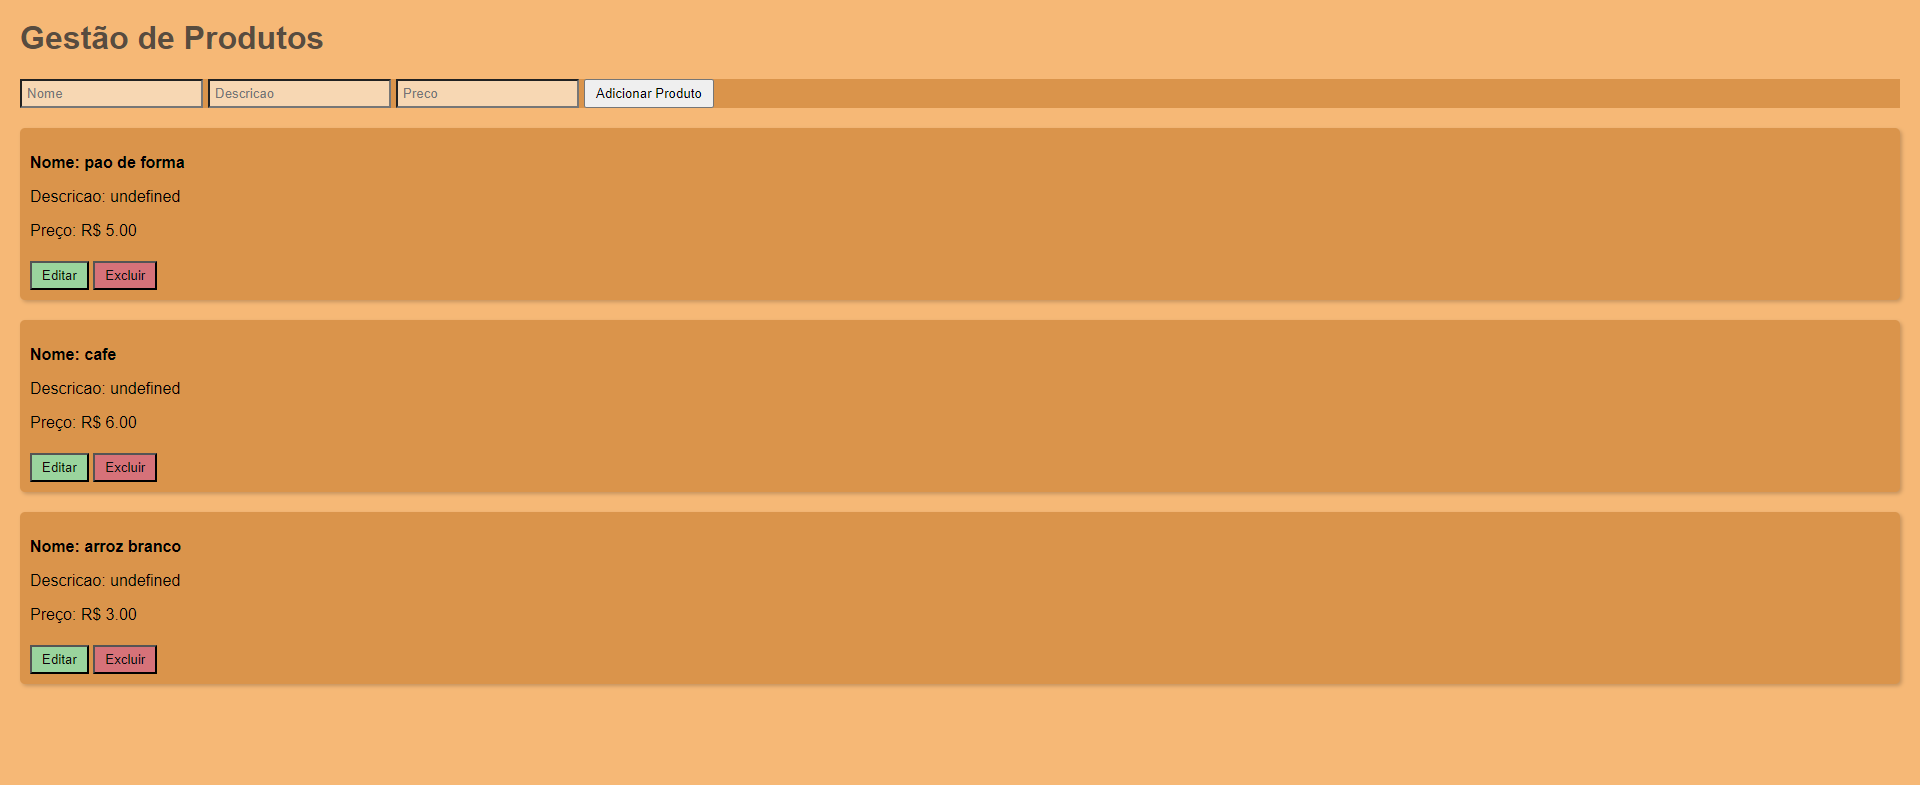 Gestão de Produtos
Nome Descricao Preco Adicionar Produto
Nome: pao de forma
Descricao: undefined
Preço: R$ 5.00
Editar Excluir
Nome: cafe
Descricao: undefined
Preço: R$ 6.00
Editar Excluir
Nome: arroz branco
Descricao: undefined
Preço: R$ 3.00
Editar Excluir